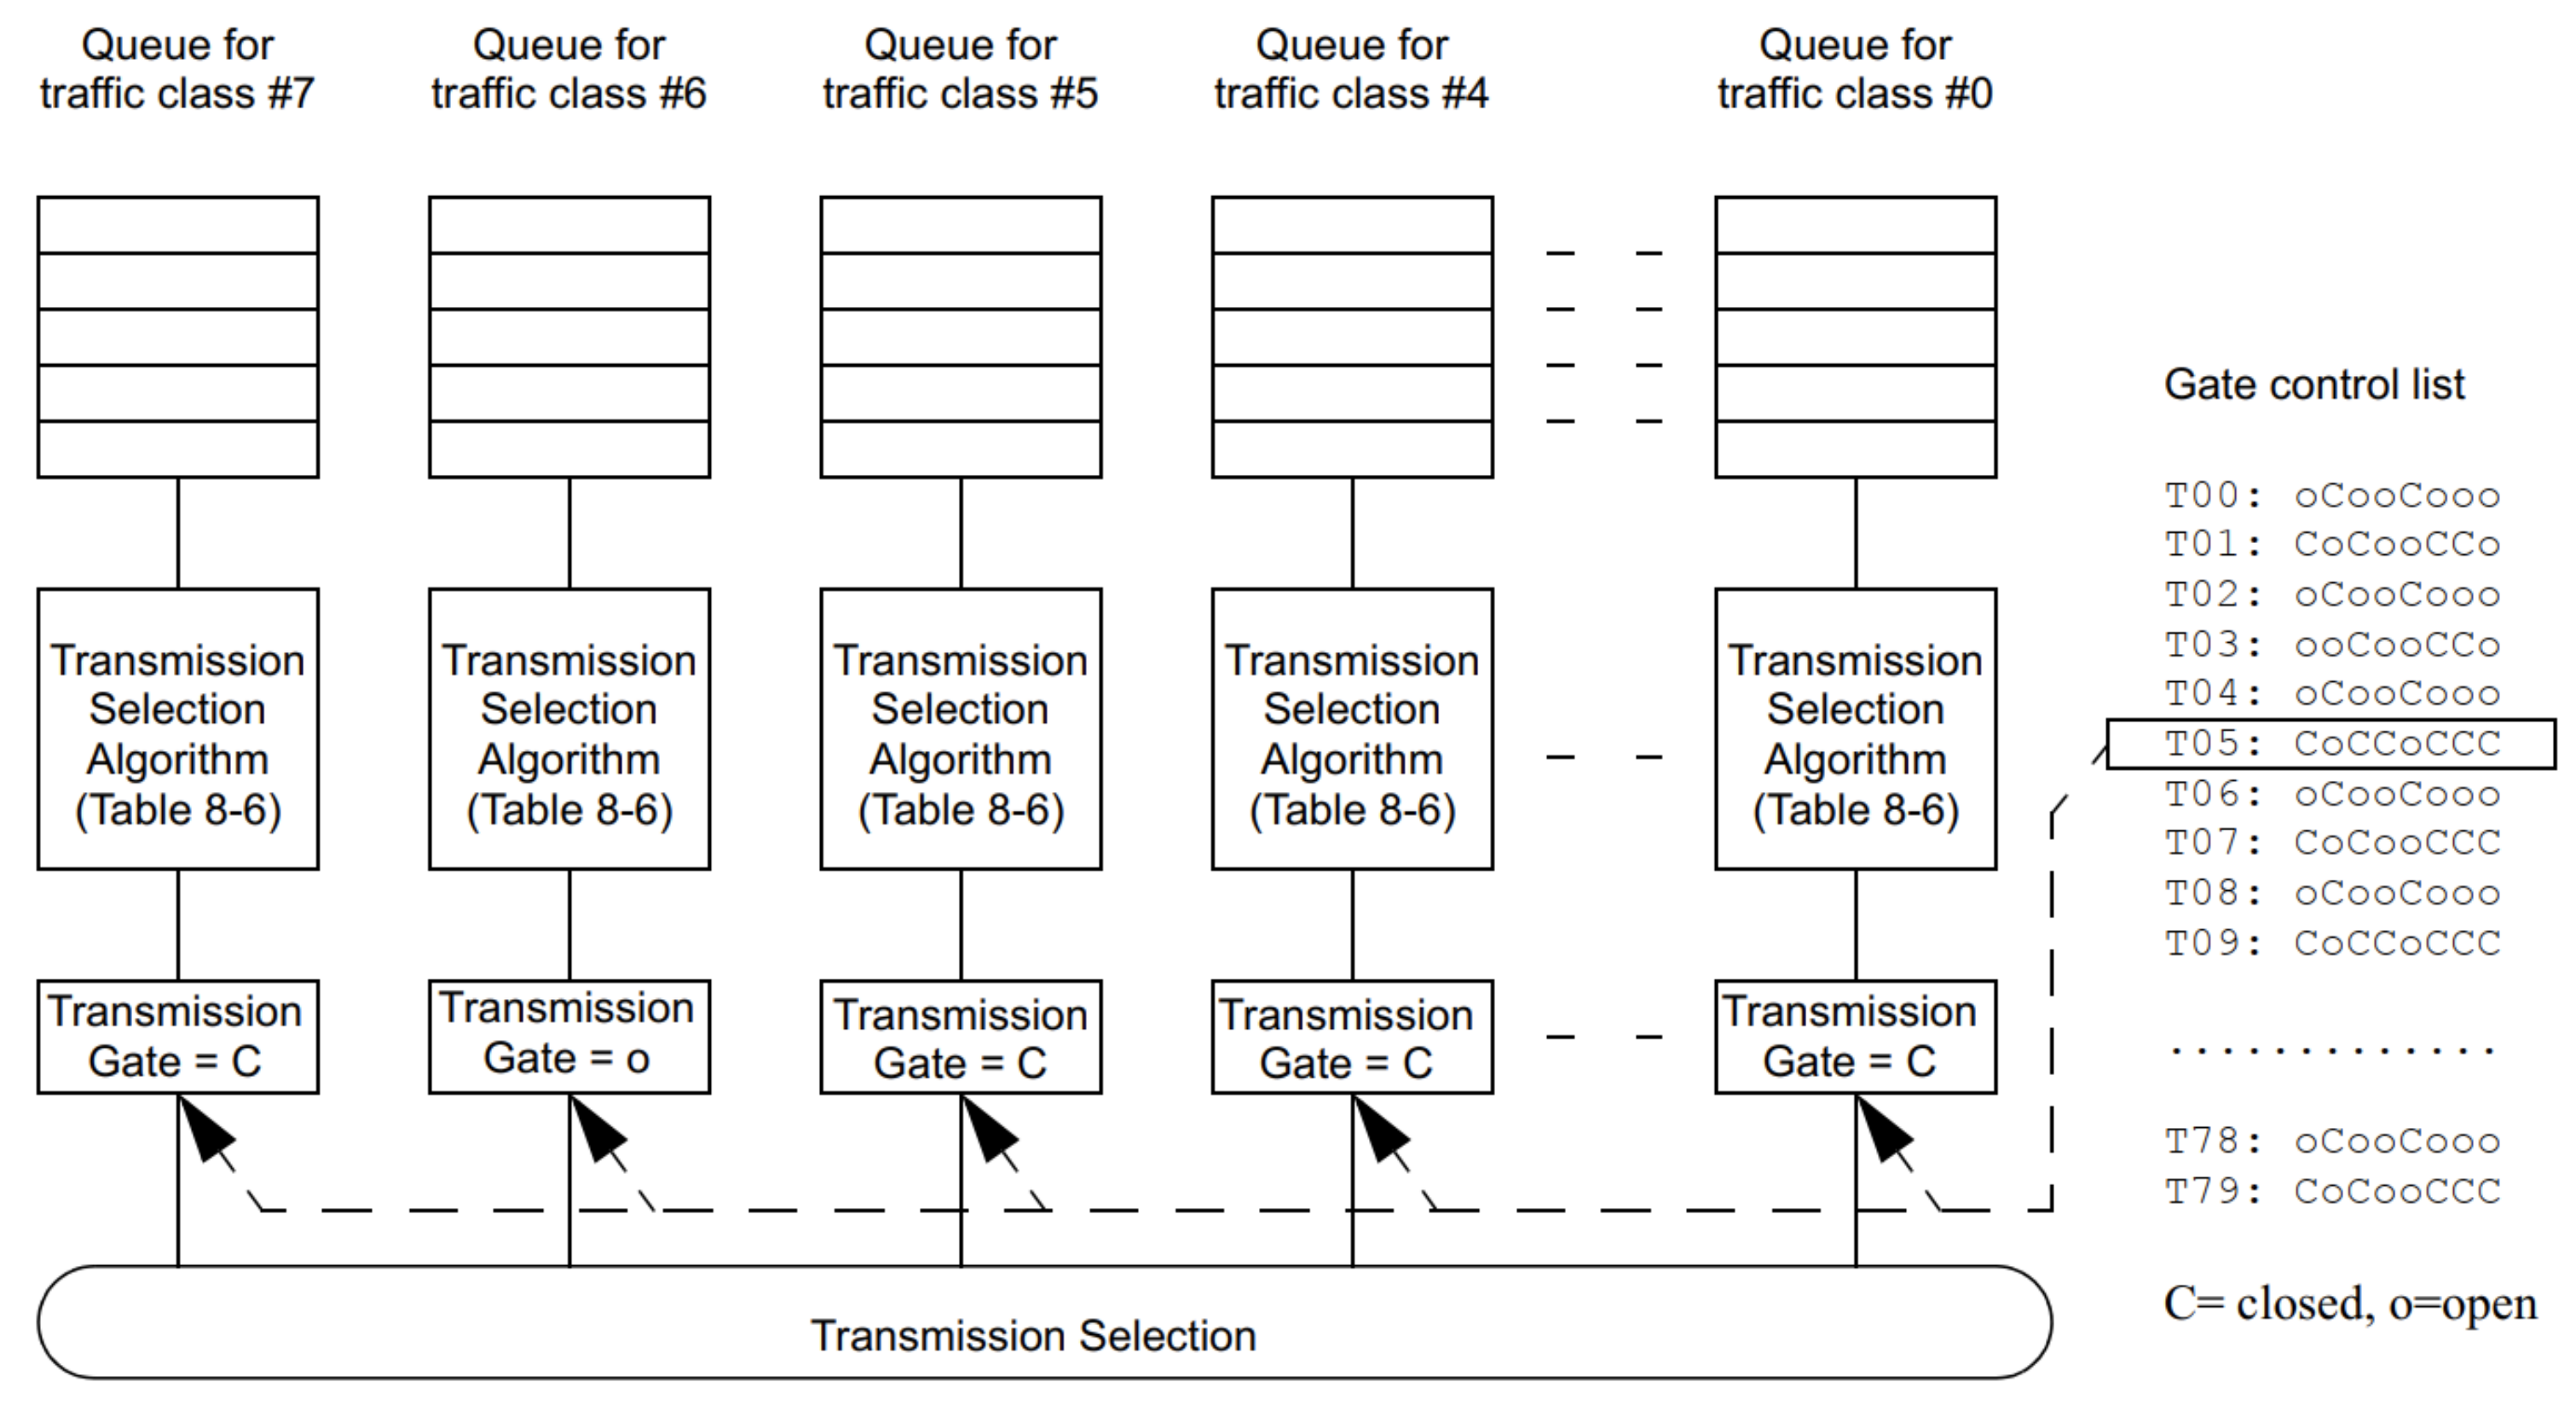 Queue for
traffic class #7
Queue for
traffic class #6
Queue for
traffic class #5
Queue for
traffic class #4
Queue for
traffic class #0
Transmission
Selection
Algorithm
(Table 8-6)
Transmission
Selection
Algorithm
(Table 8-6)
Transmission
Selection
Algorithm
(Table 8-6)
Transmission
Selection
Algorithm
(Table 8-6)
Transmission
Selection
Algorithm
(Table 8-6)
Transmission
Gate = C
Transmission
Gate = o
Transmission
Gate = C
Transmission
Gate = C
Transmission
Gate = C
Transmission Selection
Gate control list
T00: oCooCooo
T01: CoCooCCo
T02: oCooCooo
T03: ooCooCCo
T04: oCooCooo
T05: CoCCoCCC
T06: oCooCooo
T07: CoCooCCC
T08: oCooCooo
T09: CoCCoCCC
.............
T78: oCooCooo
T79: CoCooCCC
C= closed, o=open